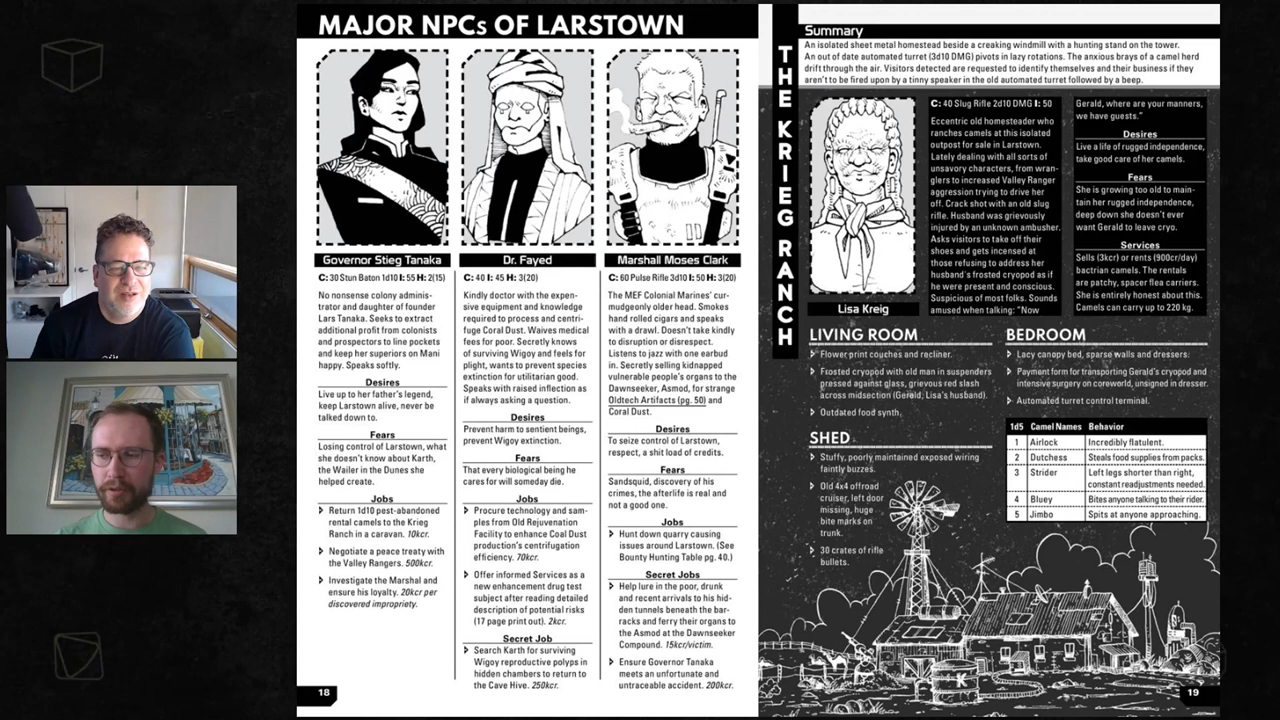 MAJOR NPCs OF LARSTOWN
Governor Stieg Tanaka
C: 30 Stun Baton 1d10 I: 55 H: 2(15)
No nonsense colony adminis-
trator and daughter of founder
Lars Tanaka. Seeks to extract
additional profit from colonists
and prospectors to line pockets
and keep her superiors on Mani
happy. Speaks softly.
Desires
Live up to her father's legend,
keep Larstown alive, never be
talked down to.
Fears
Losing control of Larstown, what
she doesn't know about Karth,
the Wailer in the Dunes she
helped create.
Jobs
Return 1d10 pest-abandoned
rental camels to the Krieg
Ranch in a caravan. 10kcr.
Negotiate a peace treaty with
the Valley Rangers. 500kcr.
Investigate the Marshal and
ensure his loyalty. 20kcr per
discovered impropriety.
18
Dr. Fayed
C: 40 I: 45 H: 3(20)
Kindly doctor with the expen-
sive equipment and knowledge
required to process and centri-
fuge Coral Dust. Waives medical
fees for poor. Secretly knows
of surviving Wigoy and feels for
plight, wants to prevent species
extinction for utilitarian good.
Speaks with raised inflection as
if always asking a question.
Desires
Prevent harm to sentient beings,
prevent Wigoy extinction.
Fears
That every biological being he
cares for will someday die.
Jobs
Procure technology and sam-
ples from Old Rejuvenation
Facility to enhance Coal Dust
production's centrifugation
efficiency. 70kcr.
Offer informed Services as a
new enhancement drug test
subject after reading detailed
description of potential risks
(17 page print out). 2kcr.
Secret Job
Search Karth for surviving
Wigoy reproductive polyps in
hidden chambers to return to
the Cave Hive. 250kcr.
Marshall Moses Clark
C: 60 Pulse Rifle 3d10 I: 50 H: 3(20)
The MEF Colonial Marines' cur-
mudgeonly older head. Smokes
hand rolled cigars and speaks
with a drawl. Doesn't take kindly
to disruption or disrespect.
Listens to jazz with one earbud
in. Secretly selling kidnapped
vulnerable people's organs to the
Dawnseeker, Asmod, for strange
Oldtech Artifacts (pg. 50) and
Coral Dust.
Desires
To seize control of Larstown,
respect, a shit load of credits.
Fears
Sandsquid, discovery of his
crimes, the afterlife is real and
not a good one.
Jobs
Hunt down quarry causing
issues around Larstown. (See
Bounty Hunting Table pg. 40.)
Secret Jobs
Help lure in the poor, drunk
and recent arrivals to his hid-
den tunnels beneath the bar-
racks and ferry their organs to
the Asmod at the Dawnseeker
Compound. 15kcr/victim.
Ensure Governor Tanaka
meets an unfortunate and
untraceable accident. 200kcr.
THE KRIEG RANCH
Summary
An isolated sheet metal homestead beside a creaking windmill with a hunting stand on the tower.
An out of date automated turret (3d10 DMG) pivots in lazy rotations. The anxious brays of a camel herd
drift through the air. Visitors detected are requested to identify themselves and their business if they
aren't to be fired upon by a tinny speaker in the old automated turret followed by a beep.
Lisa Kreig
C: 40 Slug Rifle 2d10 DMG I: 50
Eccentric old homesteader who
ranches camels at this isolated
outpost for sale in Larstown.
Lately dealing with all sorts of
unsavory characters, from wran-
glers to increased Valley Ranger
aggression trying to drive her
off. Crack shot with an old slug
rifle. Husband was grievously
injured by an unknown ambusher.
Asks visitors to take off their
shoes and gets incensed at
those refusing to address her
husband's frosted cryopod as if
he were present and conscious.
Suspicious of most folks. Sounds
amused when talking: "Now
Gerald, where are your manners,
we have guests."
Desires
Live a life of rugged independence,
take good care of her camels.
Fears
She is growing too old to main-
tain her rugged independence,
deep down she doesn't ever
want Gerald to leave cryo.
Services
Sells (3kcr) or rents (900cr/day)
bactrian camels. The rentals
are patchy, spacer flea carriers.
She is entirely honest about this.
Camels can carry up to 220 kg.
LIVING ROOM
Flower print couches and recliner.
Frosted cryopod with old man in suspenders
pressed against glass, grievous red slash
across midsection (Gerald, Lisa's husband).
Outdated food synth.
SHED
Stuffy, poorly maintained exposed wiring
faintly buzzes.
Old 4x4 offroad
cruiser, left door
missing, huge
bite marks on
trunk.
30 crates of rifle
bullets.
BEDROOM
Lacy canopy bed, sparse walls and dressers.
Payment form for transporting Gerald's cryopod and
intensive surgery on coreworld, unsigned in dresser.
Automated turret control terminal.
1d5 Camel Names Behavior
1 Airlock Incredibly flatulent.
2 Dutchess Steals food supplies from packs.
3 Strider Left legs shorter than right,
constant readjustments needed.
4 Bluey Bites anyone talking to their rider.
5 Jimbo Spits at anyone approaching.
K
19